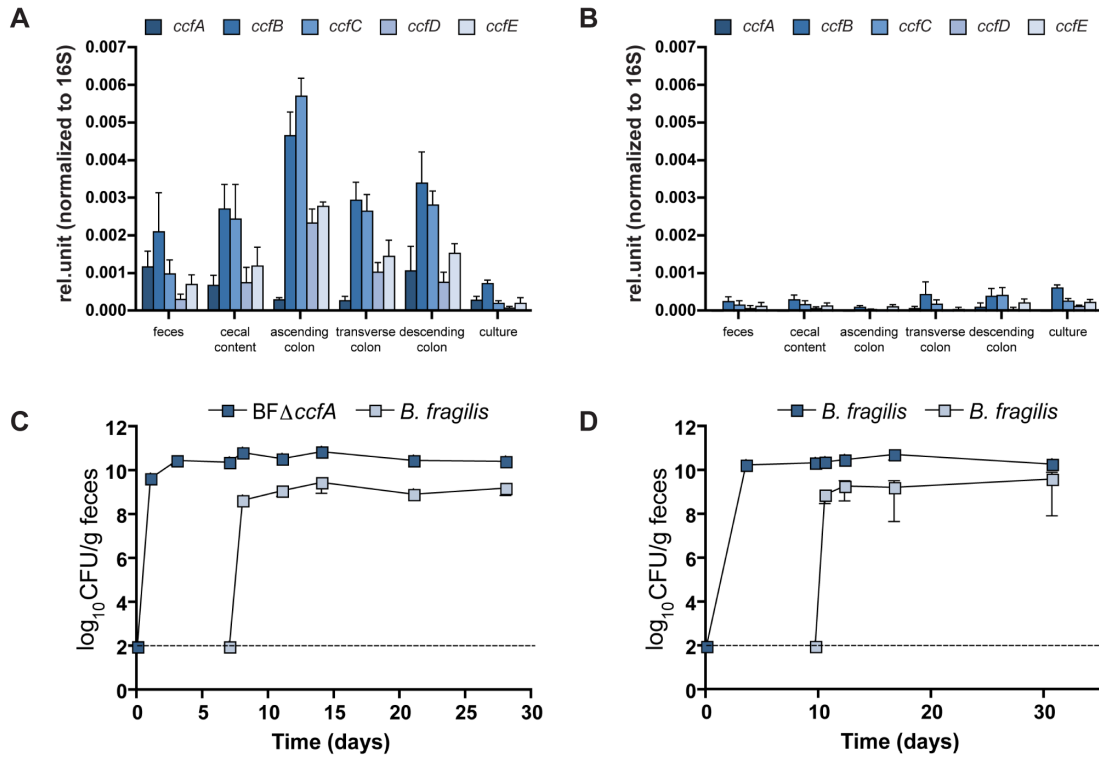 A
ccfA ccfB ccfC ccfD ccfE
rel.unit (normalized to 16S)
0.007
0.006
0.005
0.004
0.003
0.002
0.001
0.000
feces cecal content ascending colon transverse colon descending colon culture
B
ccfA ccfB ccfC ccfD ccfE
rel.unit (normalized to 16S)
0.007
0.006
0.005
0.004
0.003
0.002
0.001
0.000
feces cecal content ascending colon transverse colon descending colon culture
C
BFΔccfA B. fragilis
log10CFU/g feces
12
10
8
6
4
2
0
0 5 10 15 20 25 30
Time (days)
D
B. fragilis B. fragilis
log10CFU/g feces
12
10
8
6
4
2
0
0 10 20 30
Time (days)